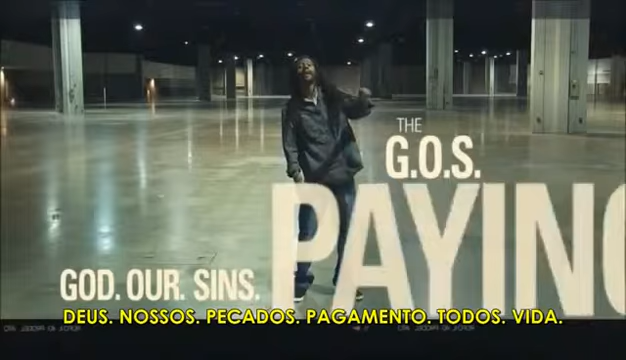 THE
G.O.S.
PAYING
GOD. OUR. SINS.
DEUS. NOSSOS. PECADOS. PAGAMENTO. TODOS. VIDA.